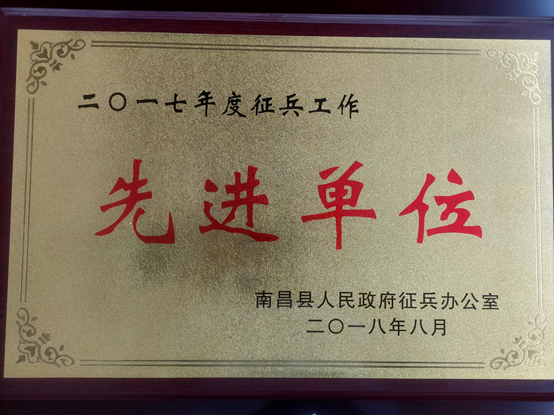 二〇一七年度征兵工作
先进单位
南昌县人民政府征兵办公室
二〇一八年八月